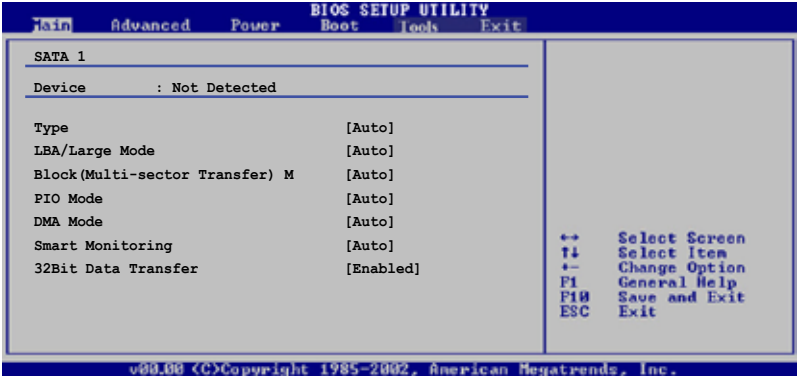 BIOS SETUP UTILITY
Main Advanced Power Boot Tools Exit
SATA 1
Device : Not Detected
Type [Auto]
LBA/Large Mode [Auto]
Block(Multi-sector Transfer) M [Auto]
PIO Mode [Auto]
DMA Mode [Auto]
Smart Monitoring [Auto]
32Bit Data Transfer [Enabled]
←→ Select Screen
↑↓ Select Item
+- Change Option
F1 General Help
F10 Save and Exit
ESC Exit
v00.00 (C)Copyright 1985-2002, American Megatrends, Inc.